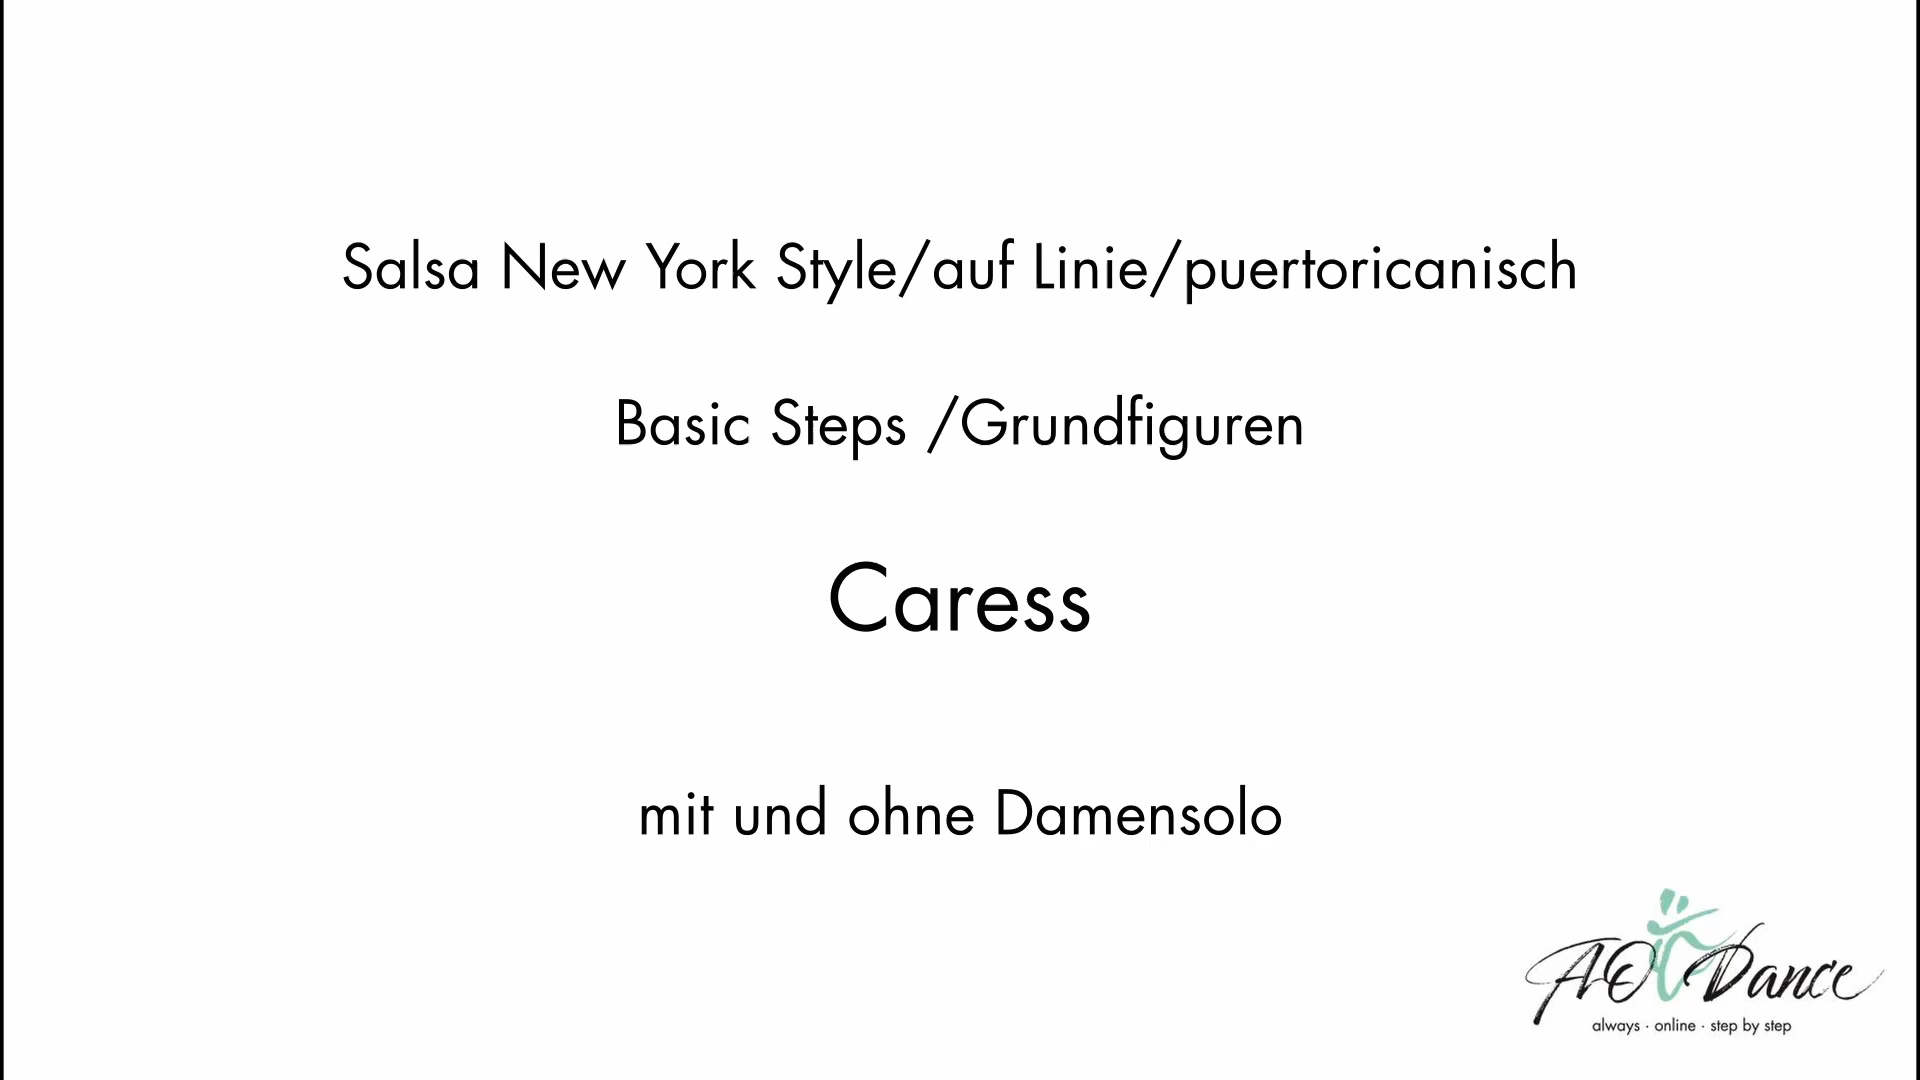 Salsa New York Style/auf Linie/puertoricanisch
Basic Steps /Grundfiguren
Caress
mit und ohne Damensolo
AO Dance
always · online · step by step